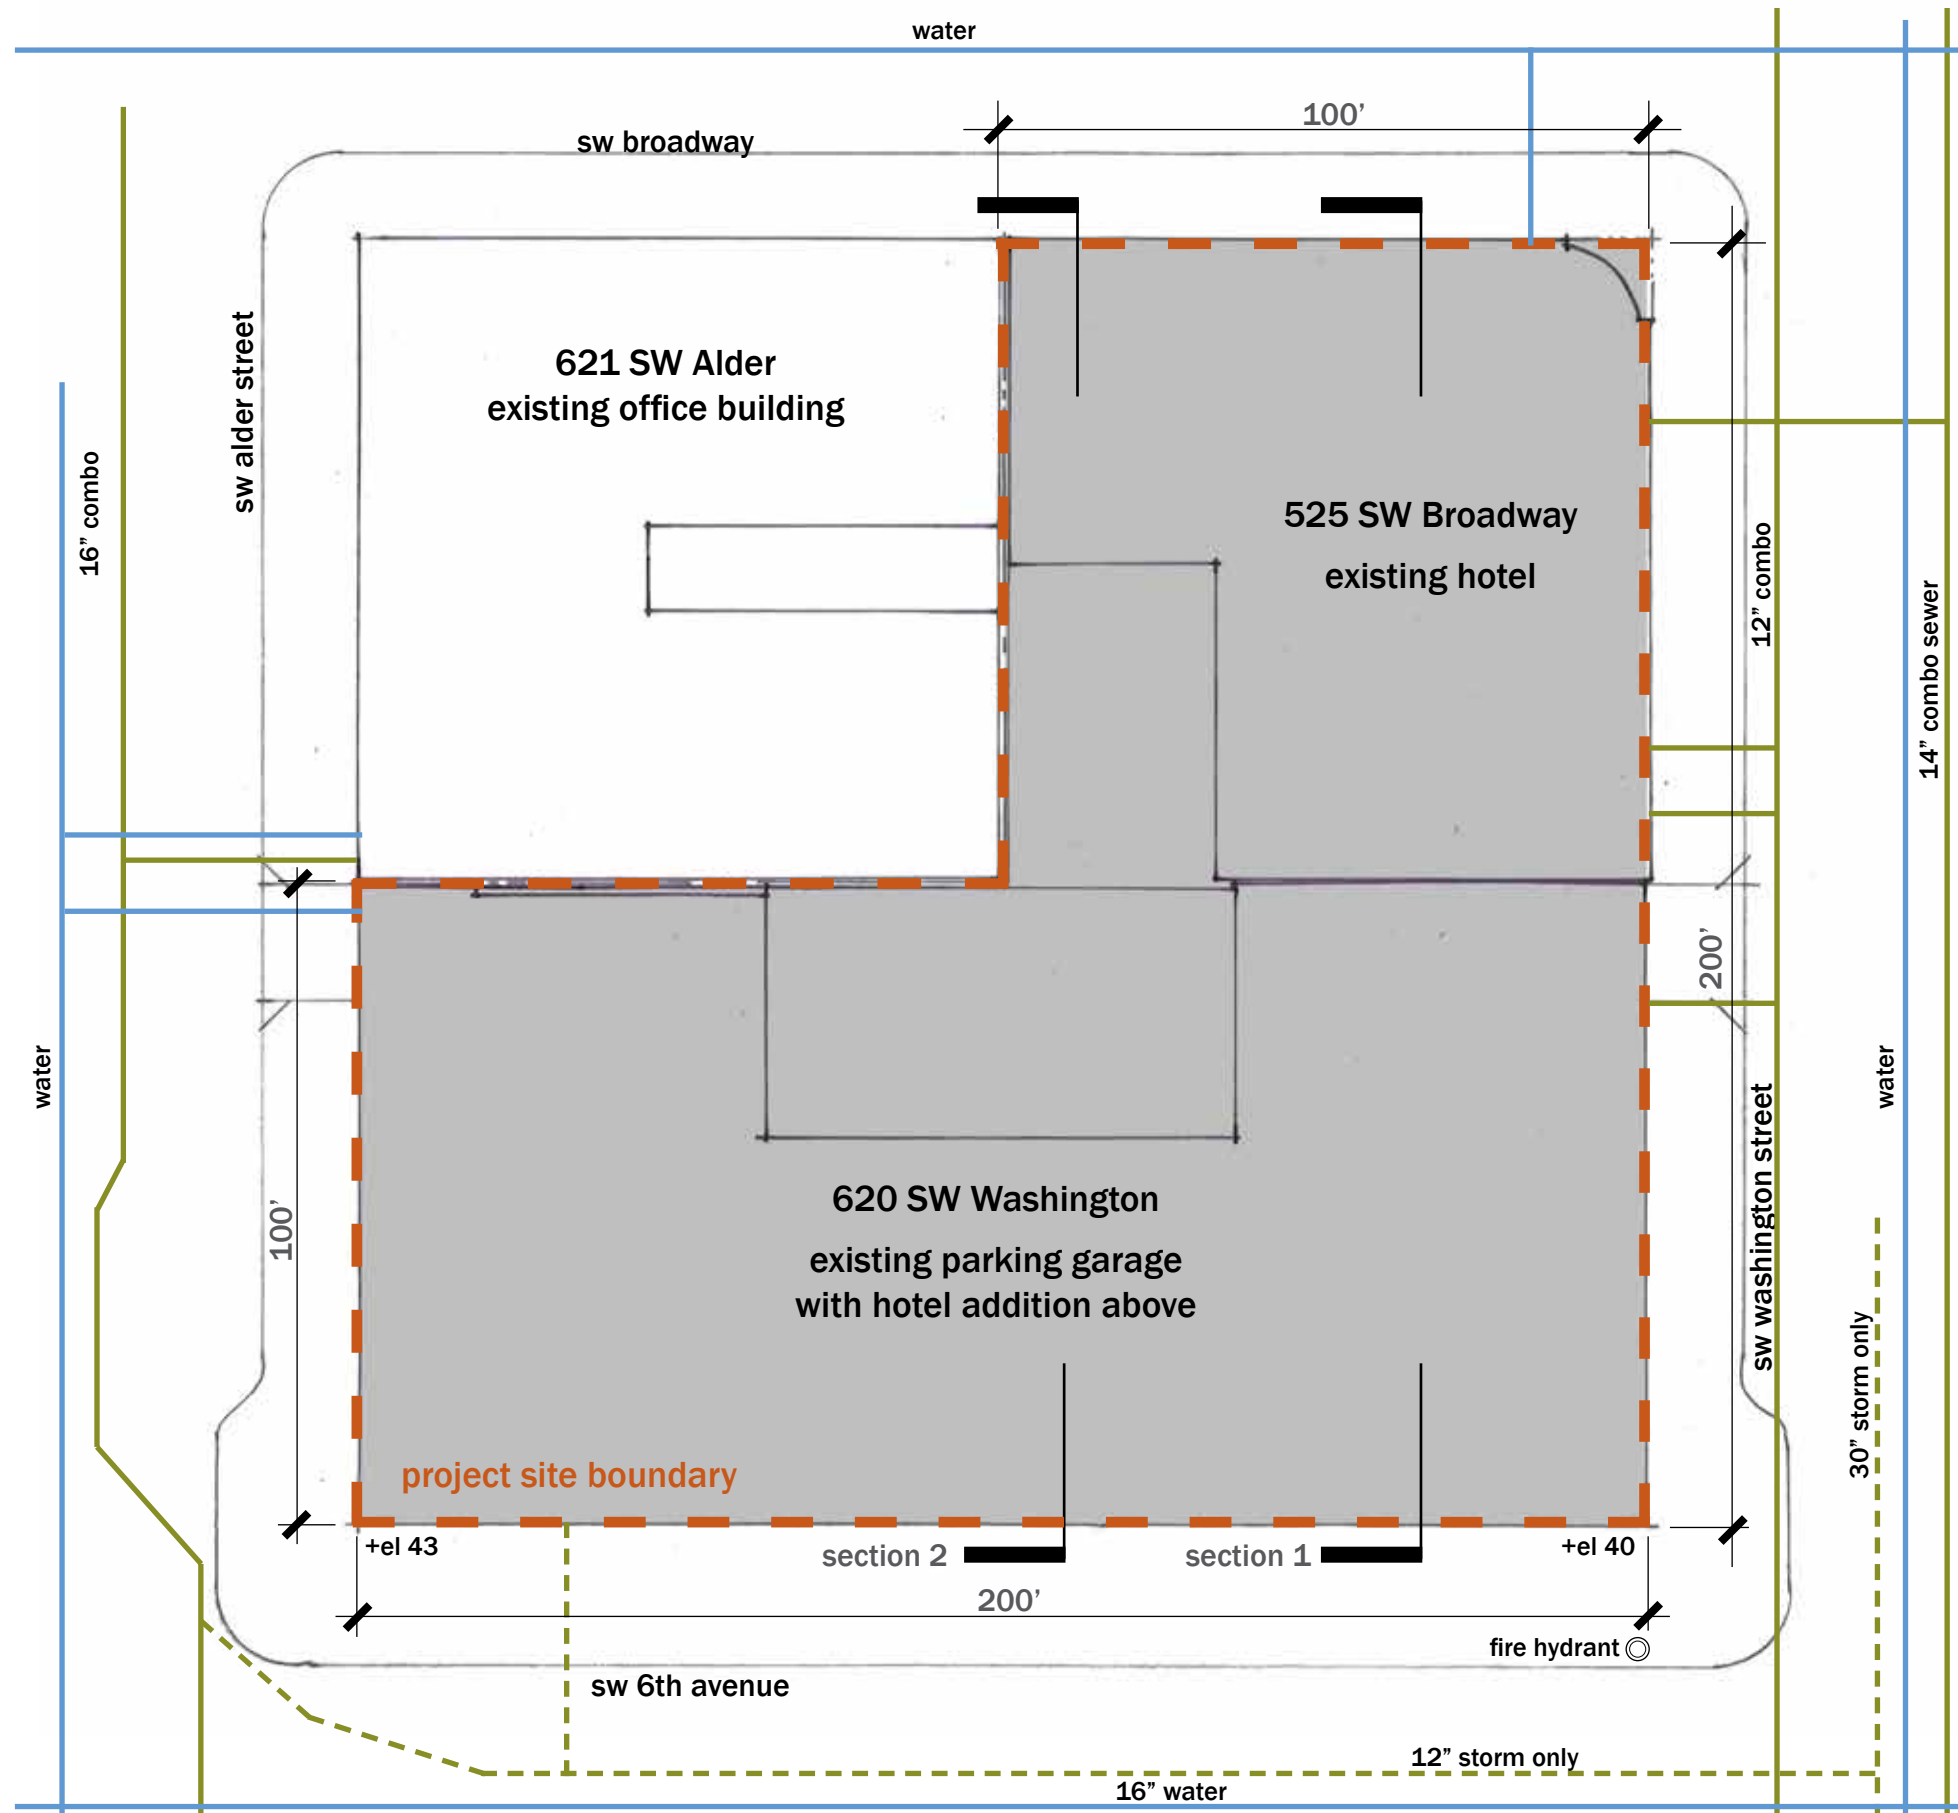 water
100’
sw broadway
sw alder street
621 SW Alder
existing office building
16” combo
525 SW Broadway
existing hotel
12” combo
14” combo sewer
200’
water
water
100’
620 SW Washington
existing parking garage
with hotel addition above
sw washington street
30” storm only
project site boundary
+el 43
section 2
section 1
+el 40
200’
fire hydrant
sw 6th avenue
12” storm only
16” water